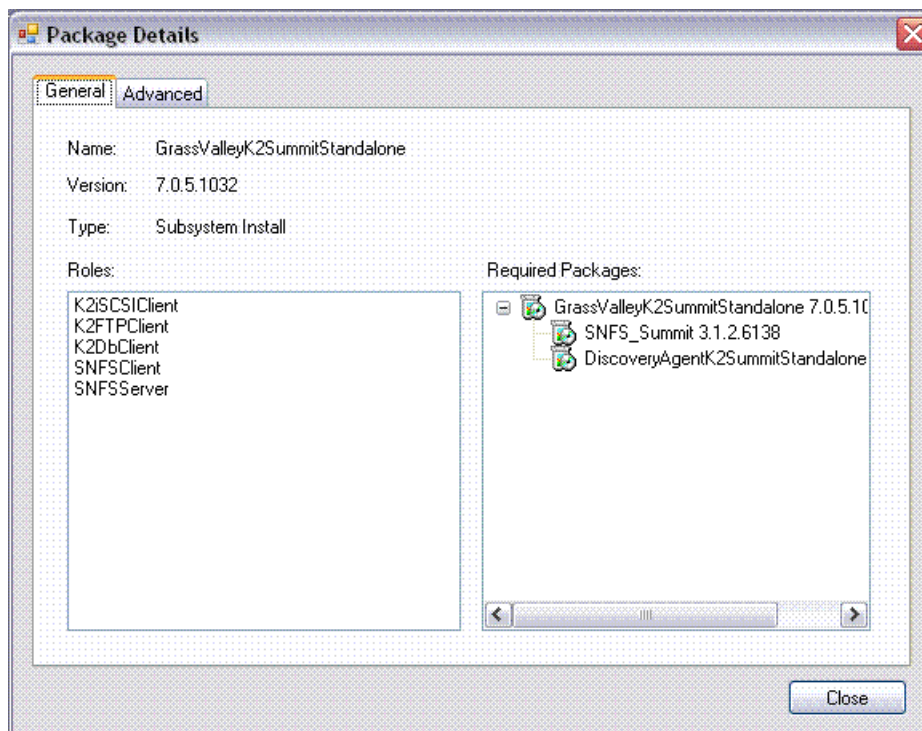 Package Details
General Advanced
Name: GrassValleyK2SummitStandalone
Version: 7.0.5.1032
Type: Subsystem Install
Roles:
K2iSCSIClient
K2FTPClient
K2DbClient
SNFSClient
SNFSServer
Required Packages:
GrassValleyK2SummitStandalone 7.0.5.10
SNFS_Summit 3.1.2.6138
DiscoveryAgentK2SummitStandalone
Close